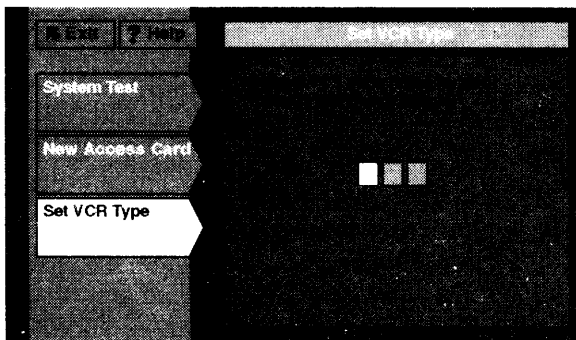 Exit ? Help
Set VCR Type
System Test
New Access Card
Set VCR Type